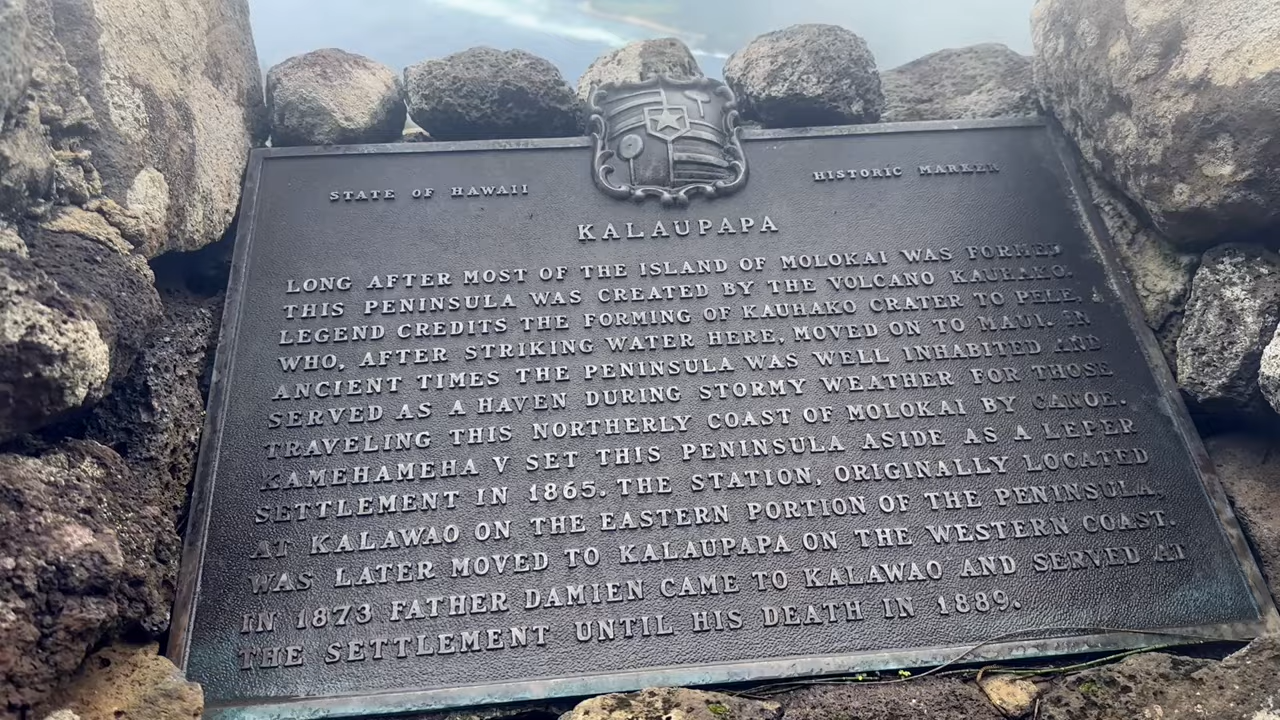 STATE OF HAWAII
HISTORIC MARKER
KALAUPAPA
LONG AFTER MOST OF THE ISLAND OF MOLOKAI WAS FORMED
THIS PENINSULA WAS CREATED BY THE VOLCANO KAUHAKO.
LEGEND CREDITS THE FORMING OF KAUHAKO CRATER TO PELE,
WHO, AFTER STRIKING WATER HERE, MOVED ON TO MAUI. IN
ANCIENT TIMES THE PENINSULA WAS WELL INHABITED AND
SERVED AS A HAVEN DURING STORMY WEATHER FOR THOSE
TRAVELING THIS NORTHERLY COAST OF MOLOKAI BY CANOE.
KAMEHAMEHA V SET THIS PENINSULA ASIDE AS A LEPER
SETTLEMENT IN 1865. THE STATION, ORIGINALLY LOCATED
AT KALAWAO ON THE EASTERN PORTION OF THE PENINSULA,
WAS LATER MOVED TO KALAUPAPA ON THE WESTERN COAST.
IN 1873 FATHER DAMIEN CAME TO KALAWAO AND SERVED AT
THE SETTLEMENT UNTIL HIS DEATH IN 1889.